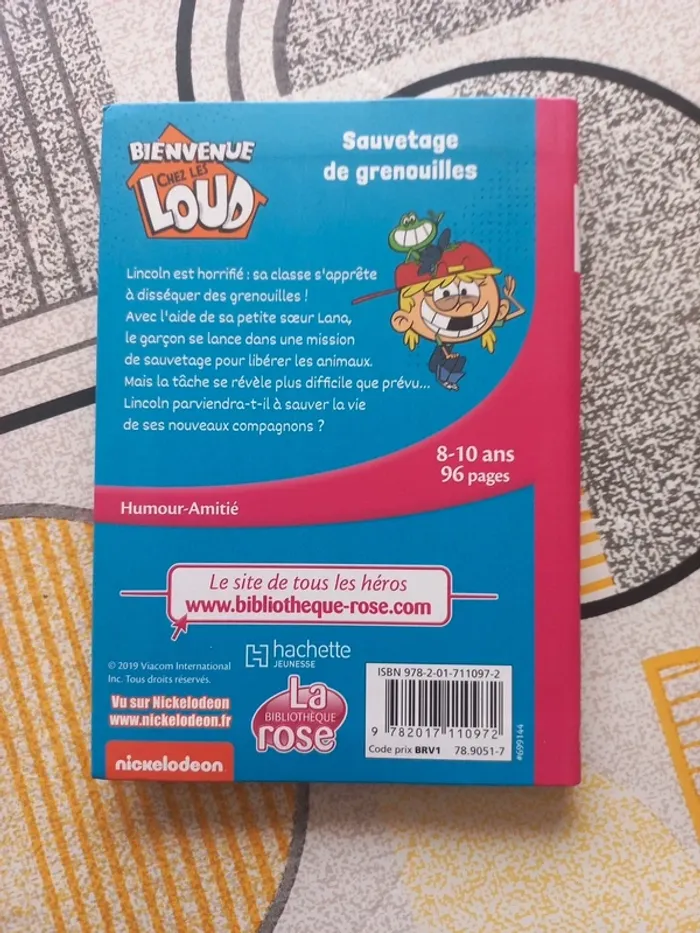 BIENVENUE
CHEZ LES
LOUD
Sauvetage
de grenouilles
Lincoln est horrifié : sa classe s'apprête
à disséquer des grenouilles !
Avec l'aide de sa petite sœur Lana,
le garçon se lance dans une mission
de sauvetage pour libérer les animaux.
Mais la tâche se révèle plus difficile que prévu...
Lincoln parviendra-t-il à sauver la vie
de ses nouveaux compagnons ?
8-10 ans
96 pages
Humour-Amitié
Le site de tous les héros
www.bibliotheque-rose.com
hachette
JEUNESSE
© 2019 Viacom International
Inc. Tous droits réservés.
Vu sur Nickelodeon
www.nickelodeon.fr
nickelodeon
La
BIBLIOTHÈQUE
rose
ISBN 978-2-01-711097-2
9 782017 110972
Code prix BRV1 78.9051-7
#699144